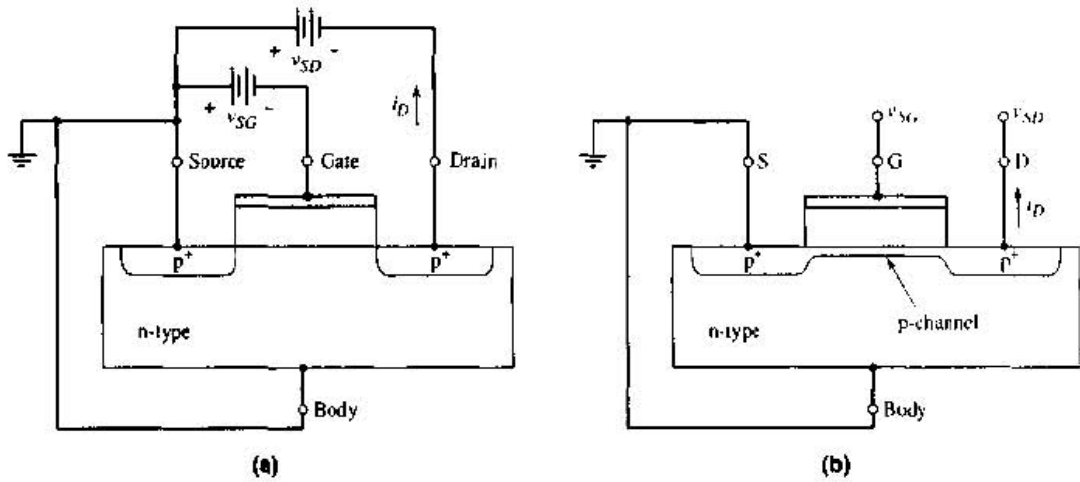 + v_SD -
+ v_SG -
i_D
Source
Gate
Drain
p+
p+
n-type
Body
(a)
v_SG
v_SD
S
G
D
i_D
p+
p+
n-type
p-channel
Body
(b)